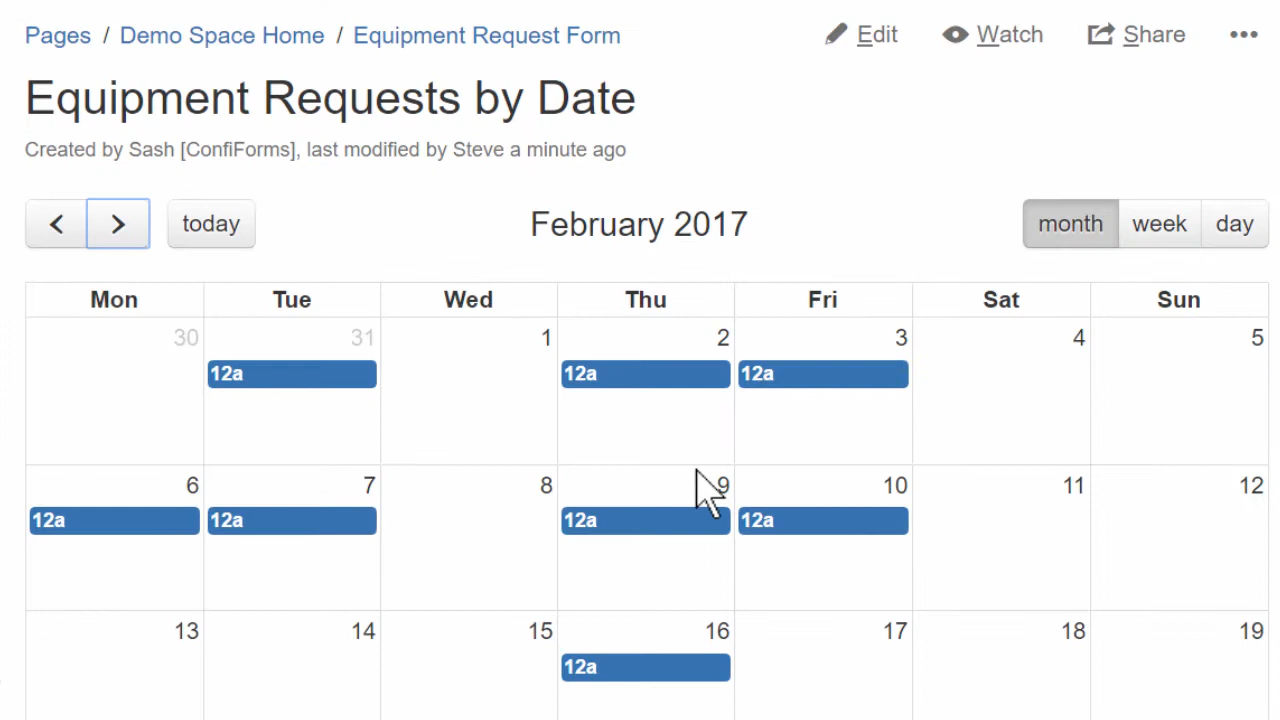 Pages / Demo Space Home / Equipment Request Form Edit Watch Share •••
Equipment Requests by Date
Created by Sash [ConfiForms], last modified by Steve a minute ago
< > today February 2017 month week day
Mon Tue Wed Thu Fri Sat Sun
30 31 1 2 3 4 5
12a 12a 12a
6 7 8 9 10 11 12
12a 12a 12a 12a
13 14 15 16 17 18 19
12a